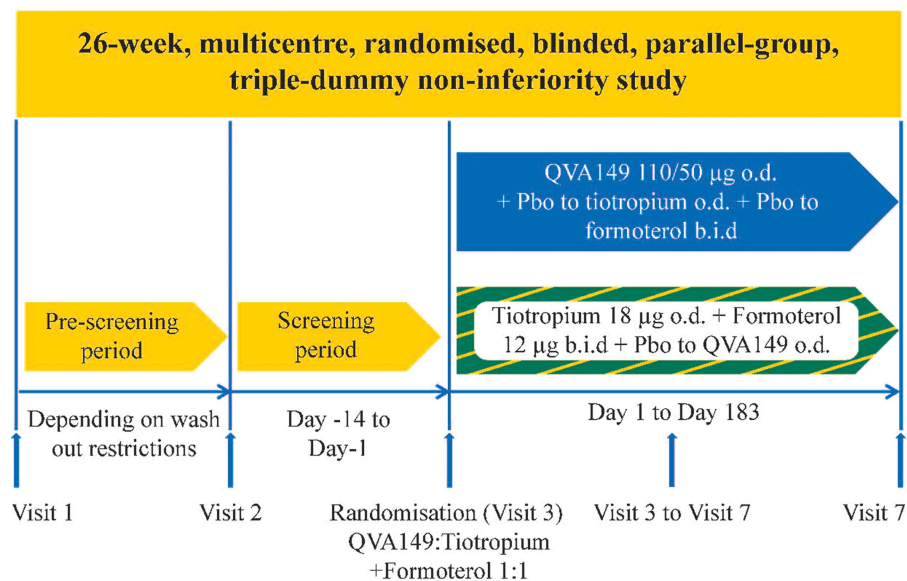 26-week, multicentre, randomised, blinded, parallel-group,
triple-dummy non-inferiority study
QVA149 110/50 µg o.d.
+ Pbo to tiotropium o.d. + Pbo to
formoterol b.i.d
Pre-screening
period
Screening
period
Tiotropium 18 µg o.d. + Formoterol
12 µg b.i.d + Pbo to QVA149 o.d.
Depending on wash
out restrictions
Day -14 to
Day-1
Day 1 to Day 183
Visit 1
Visit 2
Randomisation (Visit 3)
QVA149:Tiotropium
+Formoterol 1:1
Visit 3 to Visit 7
Visit 7